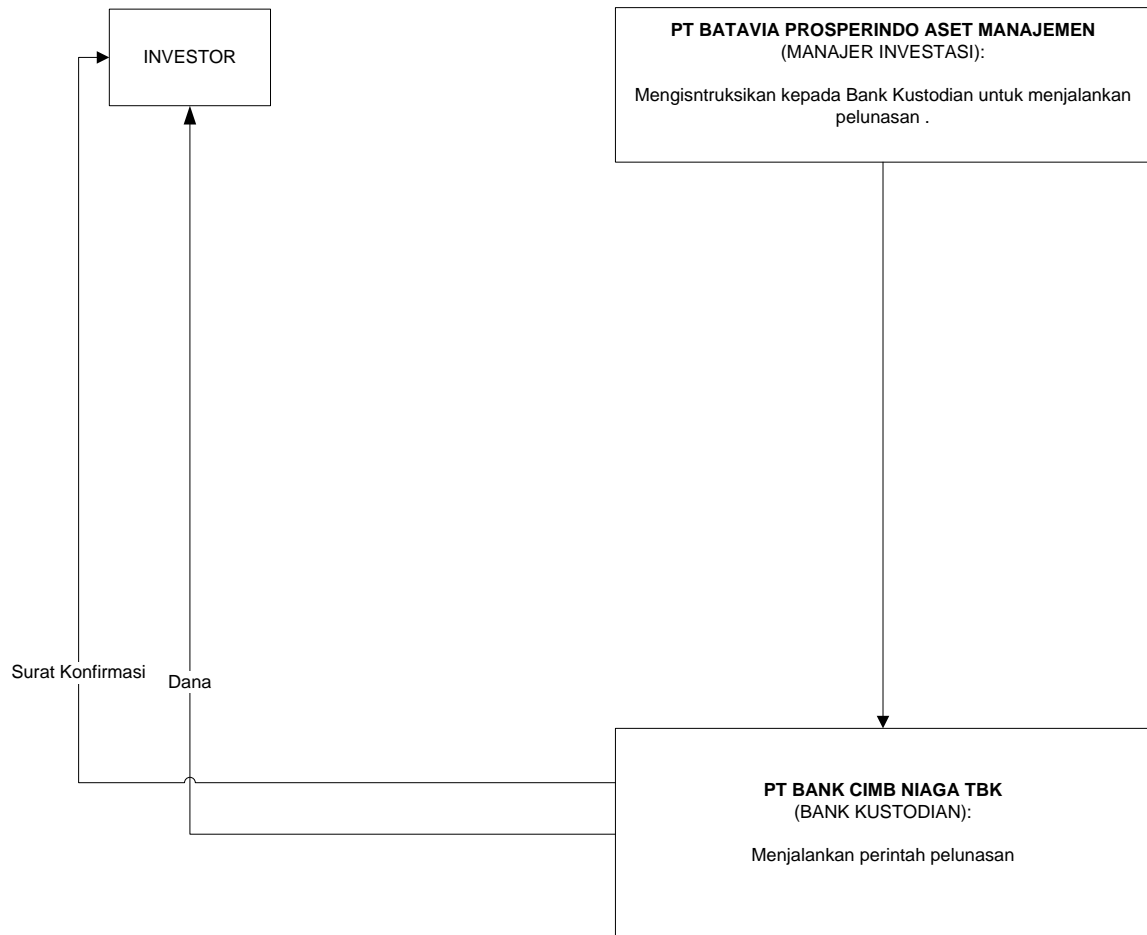 INVESTOR
PT BATAVIA PROSPERINDO ASET MANAJEMEN
(MANAJER INVESTASI):
Mengisntruksikan kepada Bank Kustodian untuk menjalankan
pelunasan .
Surat Konfirmasi
Dana
PT BANK CIMB NIAGA TBK
(BANK KUSTODIAN):
Menjalankan perintah pelunasan